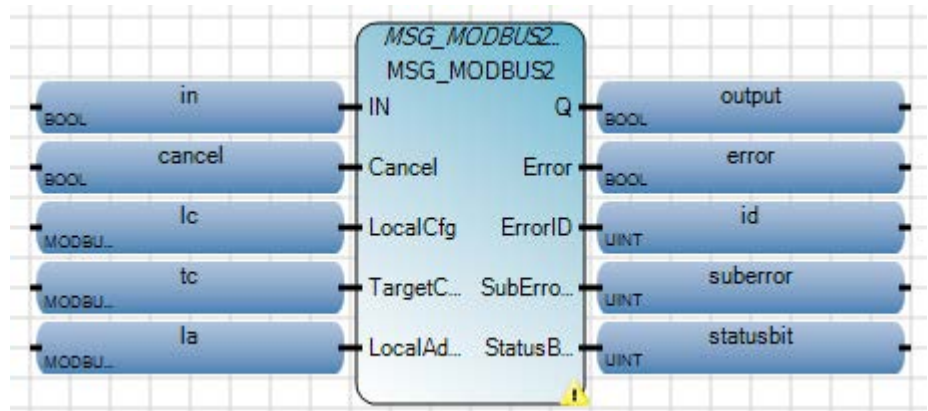 MSG_MODBUS2..
MSG_MODBUS2
in
BOOL
IN
Q
output
BOOL
cancel
BOOL
Cancel
Error
error
BOOL
lc
MODBU...
LocalCfg
ErrorID
id
UINT
tc
MODBU...
TargetC...
SubErro...
suberror
UINT
la
MODBU...
LocalAd...
StatusB...
statusbit
UINT